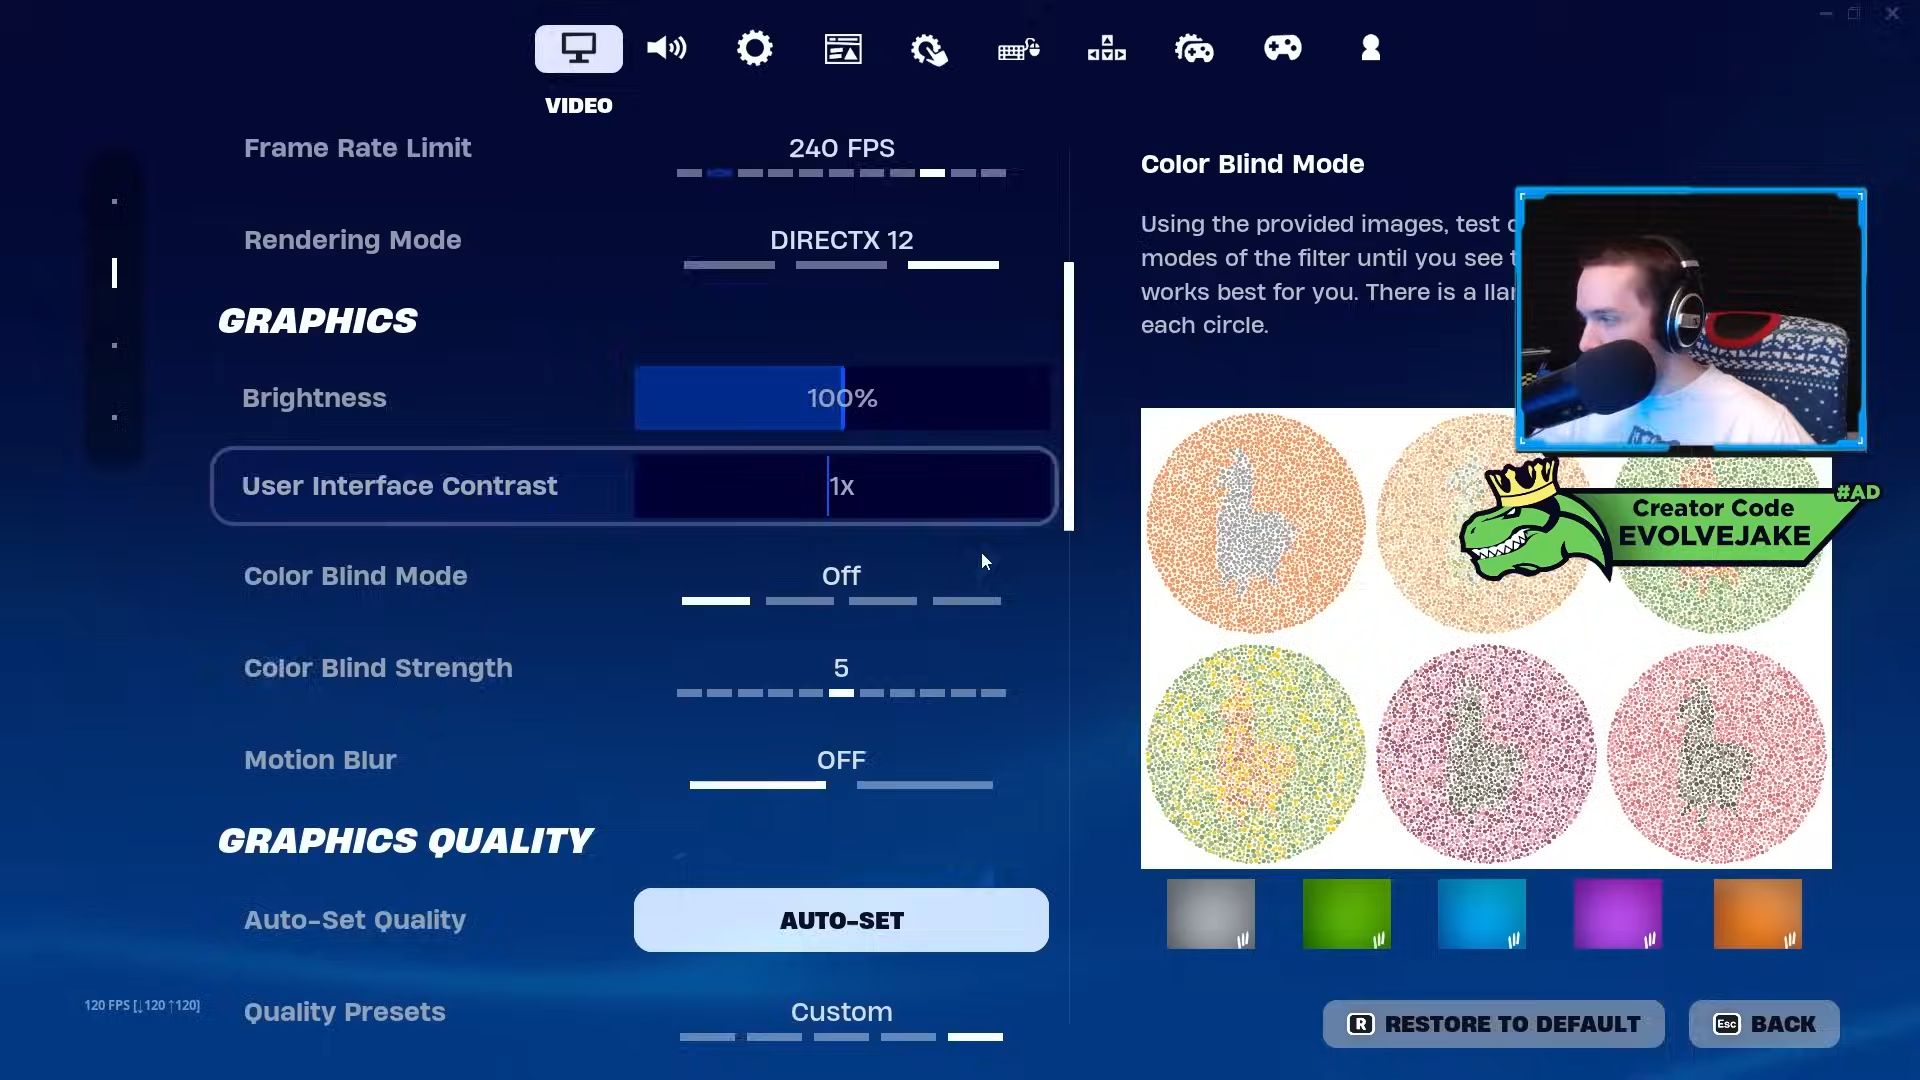 VIDEO
Frame Rate Limit
240 FPS
Rendering Mode
DIRECTX 12
GRAPHICS
Brightness
100%
User Interface Contrast
1x
Color Blind Mode
Off
Color Blind Strength
5
Motion Blur
OFF
GRAPHICS QUALITY
Auto-Set Quality
AUTO-SET
Quality Presets
Custom
120 FPS [↓120 ↑120]
Color Blind Mode
Using the provided images, test
modes of the filter until you see
works best for you. There is a
each circle.
#AD
Creator Code
EVOLVEJAKE
R RESTORE TO DEFAULT
Esc BACK